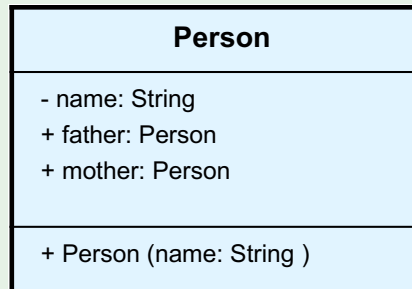 Person
- name: String
+ father: Person
+ mother: Person
+ Person (name: String )